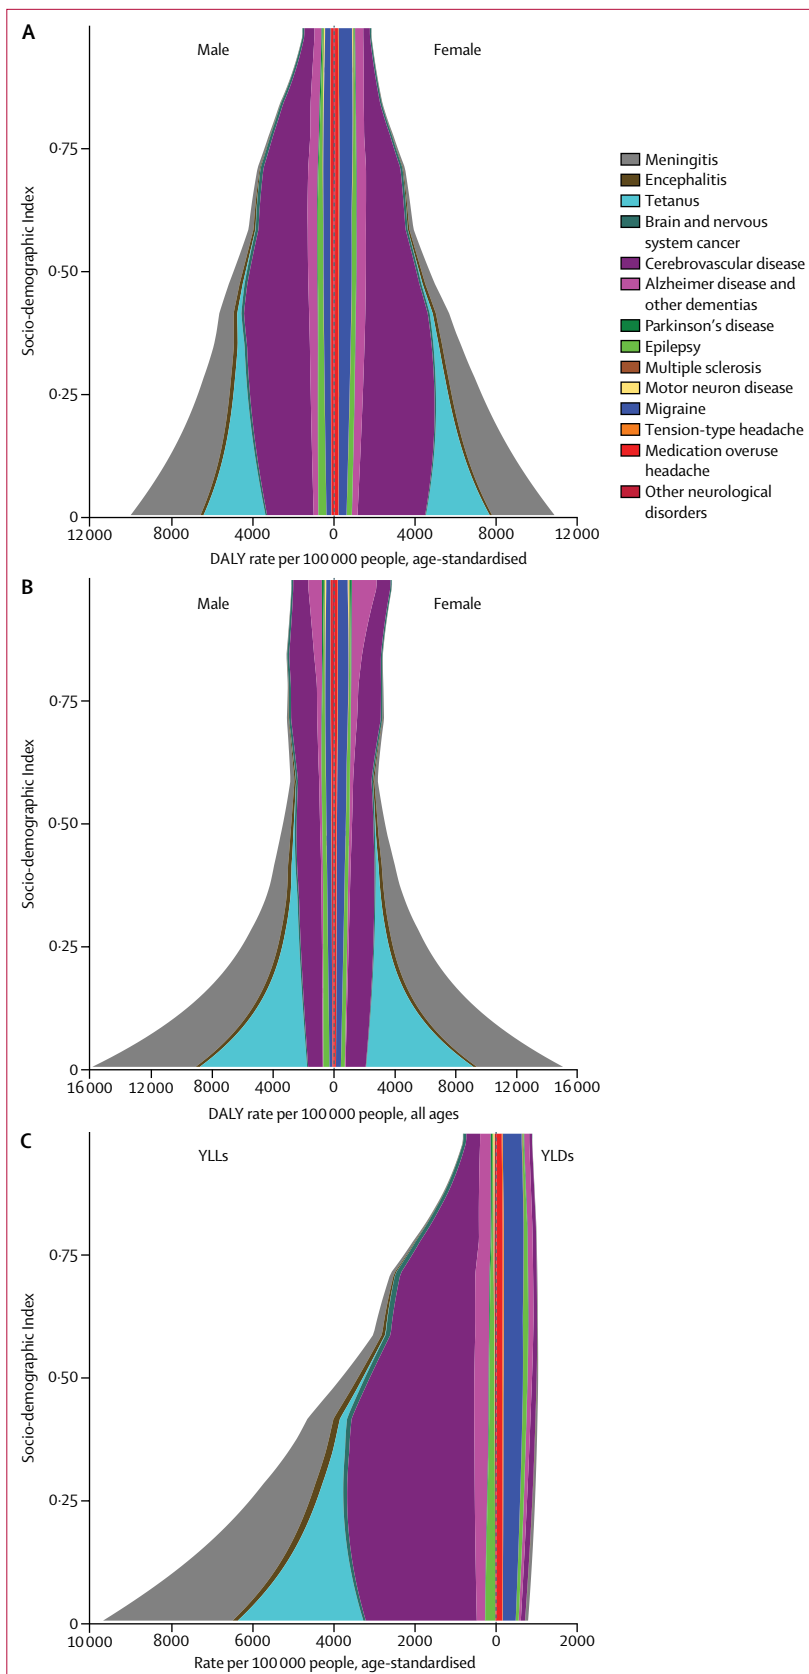 A
Male
Female
0·75
0·50
0·25
0
Socio-demographic Index
12 000
8000
4000
0
4000
8000
12 000
DALY rate per 100 000 people, age-standardised
Meningitis
Encephalitis
Tetanus
Brain and nervous
system cancer
Cerebrovascular disease
Alzheimer disease and
other dementias
Parkinson's disease
Epilepsy
Multiple sclerosis
Motor neuron disease
Migraine
Tension-type headache
Medication overuse
headache
Other neurological
disorders
B
Male
Female
0·75
0·50
0·25
0
Socio-demographic Index
16 000
12 000
8000
4000
0
4000
8000
12 000
16 000
DALY rate per 100 000 people, all ages
C
YLLs
YLDs
0·75
0·50
0·25
0
Socio-demographic Index
10 000
8000
6000
4000
2000
0
2000
Rate per 100 000 people, age-standardised